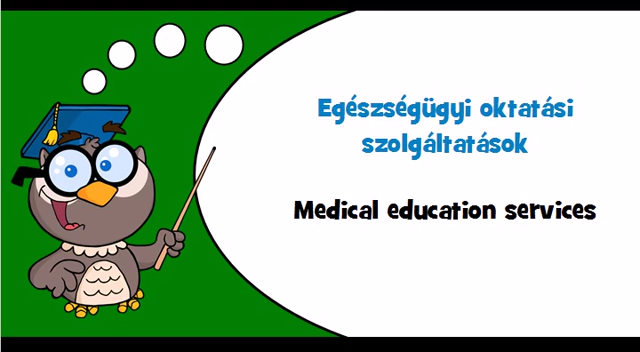 Egészségügyi oktatási
szolgáltatások
Medical education services